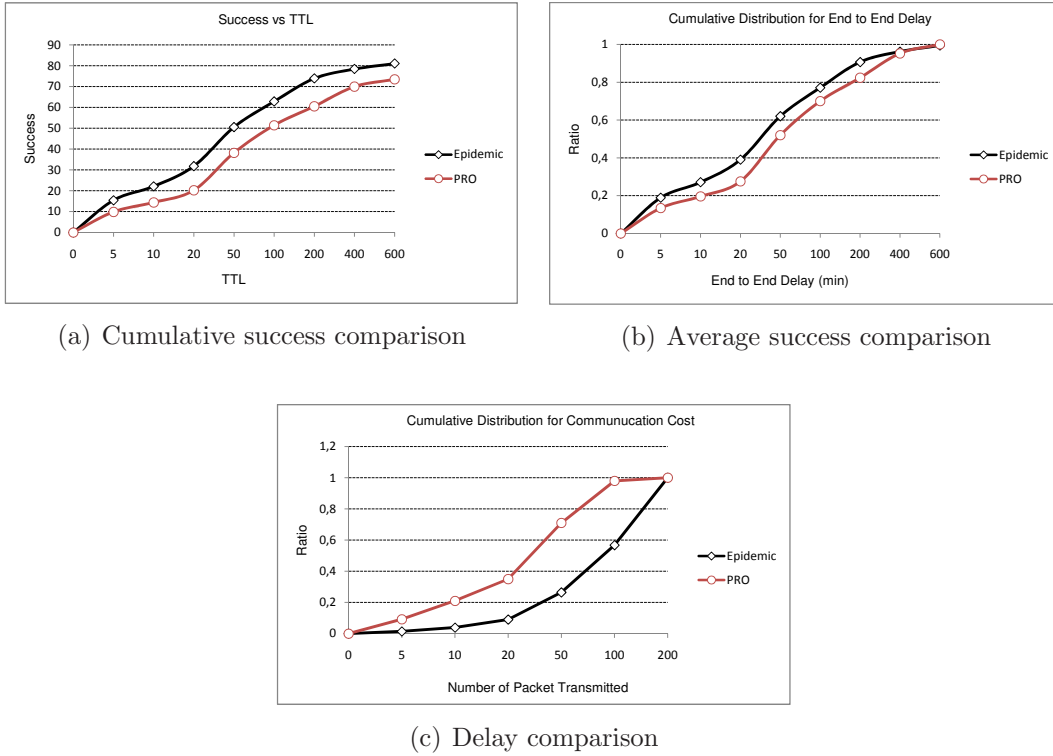 Success vs TTL
90
80
70
60
50
40
30
20
10
0
Success
0 5 10 20 50 100 200 400 600
TTL
Epidemic
PRO
(a) Cumulative success comparison
Cumulative Distribution for End to End Delay
1
0,8
0,6
0,4
0,2
0
Ratio
0 5 10 20 50 100 200 400 600
End to End Delay (min)
Epidemic
PRO
(b) Average success comparison
Cumulative Distribution for Communucation Cost
1,2
1
0,8
0,6
0,4
0,2
0
Ratio
0 5 10 20 50 100 200
Number of Packet Transmitted
Epidemic
PRO
(c) Delay comparison